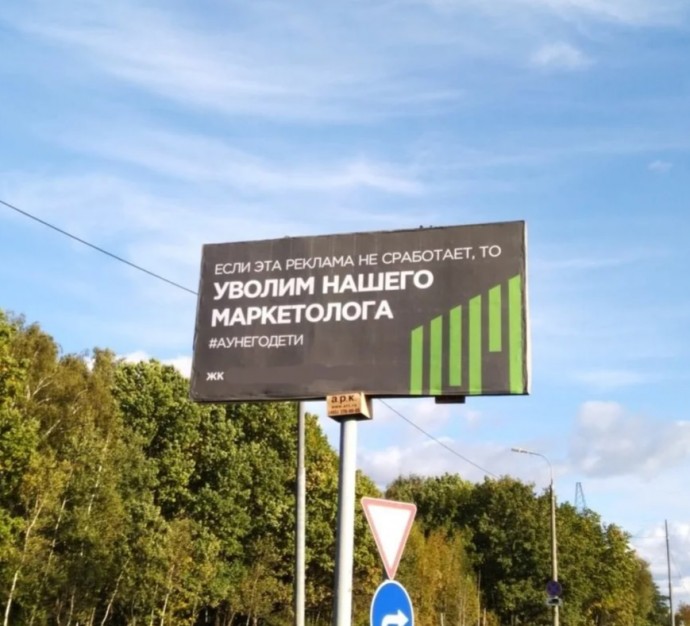 ЕСЛИ ЭТА РЕКЛАМА НЕ СРАБОТАЕТ, ТО
УВОЛИМ НАШЕГО
МАРКЕТОЛОГА
#АУНЕГОДЕТИ
ЖК
а.р.к.